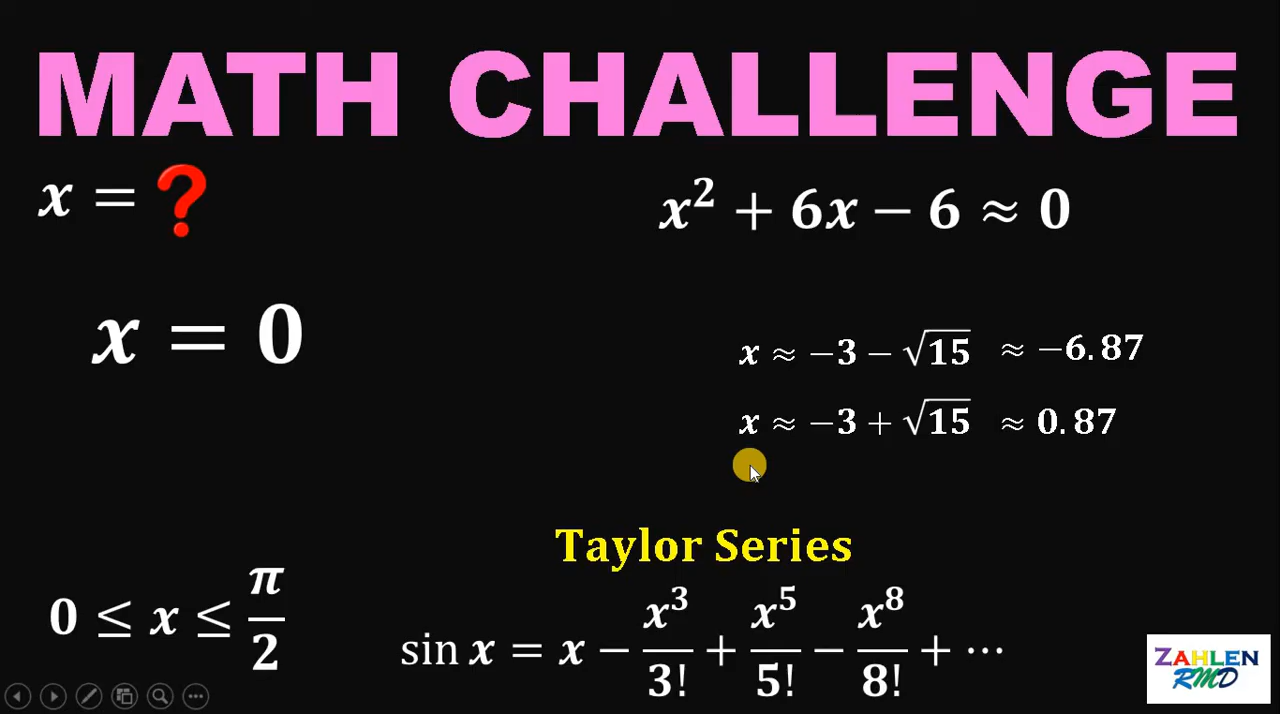 MATH CHALLENGE
x = ?
x² + 6x − 6 ≈ 0
x = 0
x ≈ −3 − √15 ≈ −6.87
x ≈ −3 + √15 ≈ 0.87
Taylor Series
0 ≤ x ≤ π/2
sin x = x − x³/3! + x⁵/5! − x⁸/8! + ⋯
ZAHLEN
RMD